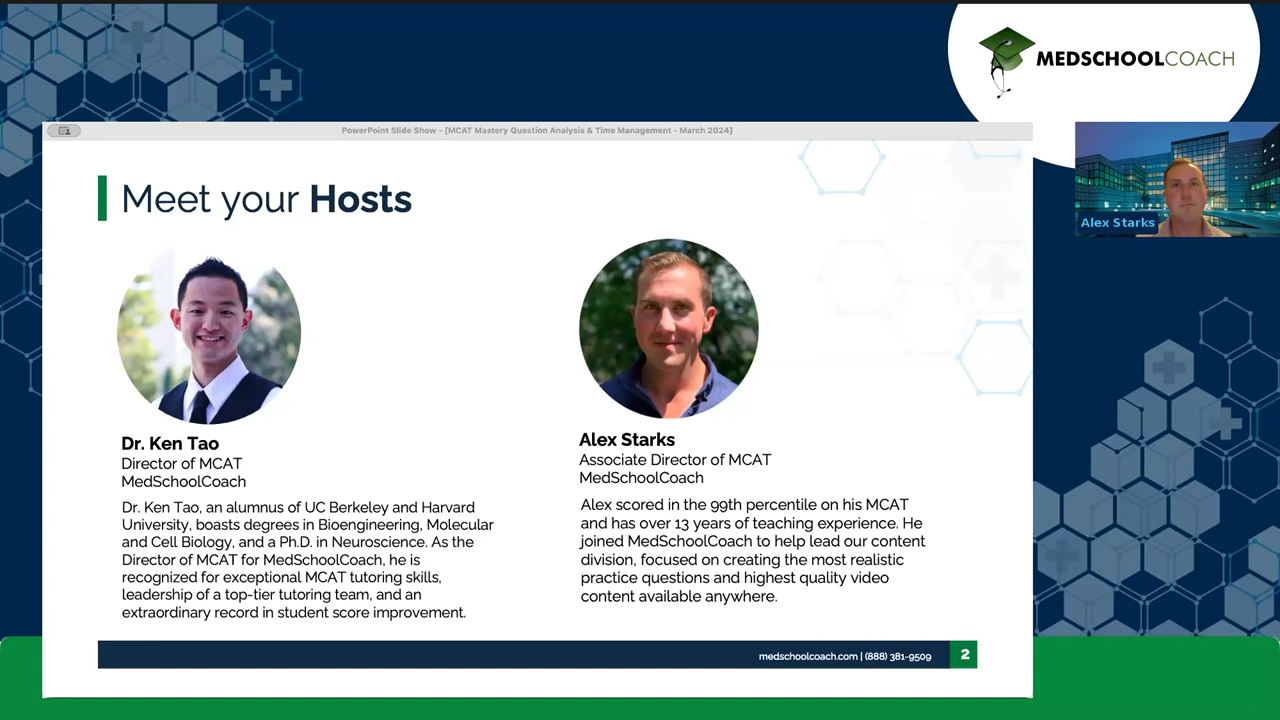 MEDSCHOOLCOACH
PowerPoint Slide Show - [MCAT Mastery Question Analysis & Time Management - March 2024]
Meet your Hosts
Alex Starks
Dr. Ken Tao
Director of MCAT
MedSchoolCoach
Dr. Ken Tao, an alumnus of UC Berkeley and Harvard
University, boasts degrees in Bioengineering, Molecular
and Cell Biology, and a Ph.D. in Neuroscience. As the
Director of MCAT for MedSchoolCoach, he is
recognized for exceptional MCAT tutoring skills,
leadership of a top-tier tutoring team, and an
extraordinary record in student score improvement.
Alex Starks
Associate Director of MCAT
MedSchoolCoach
Alex scored in the 99th percentile on his MCAT
and has over 13 years of teaching experience. He
joined MedSchoolCoach to help lead our content
division, focused on creating the most realistic
practice questions and highest quality video
content available anywhere.
medschoolcoach.com | (888) 381-9509
2